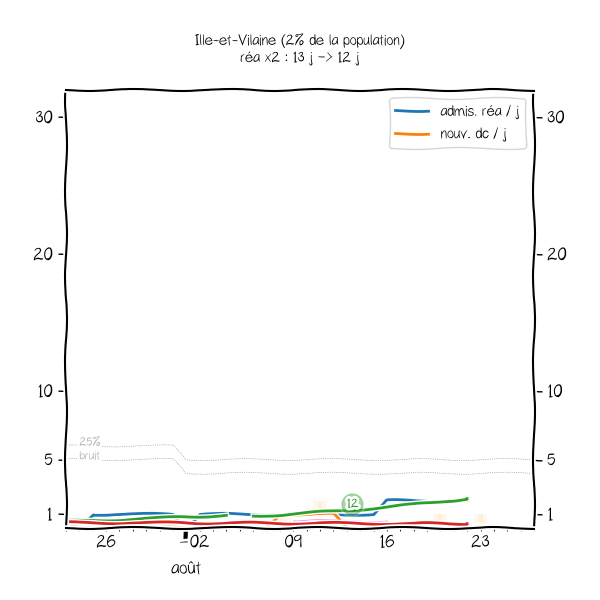 Ille-et-Vilaine (2% de la population)
réa x2 : 13 j -> 12 j
admis. réa / j
nouv. dc / j
30
30
20
20
10
10
25%
bruit
5
5
12
1
1
26
02
09
16
23
août